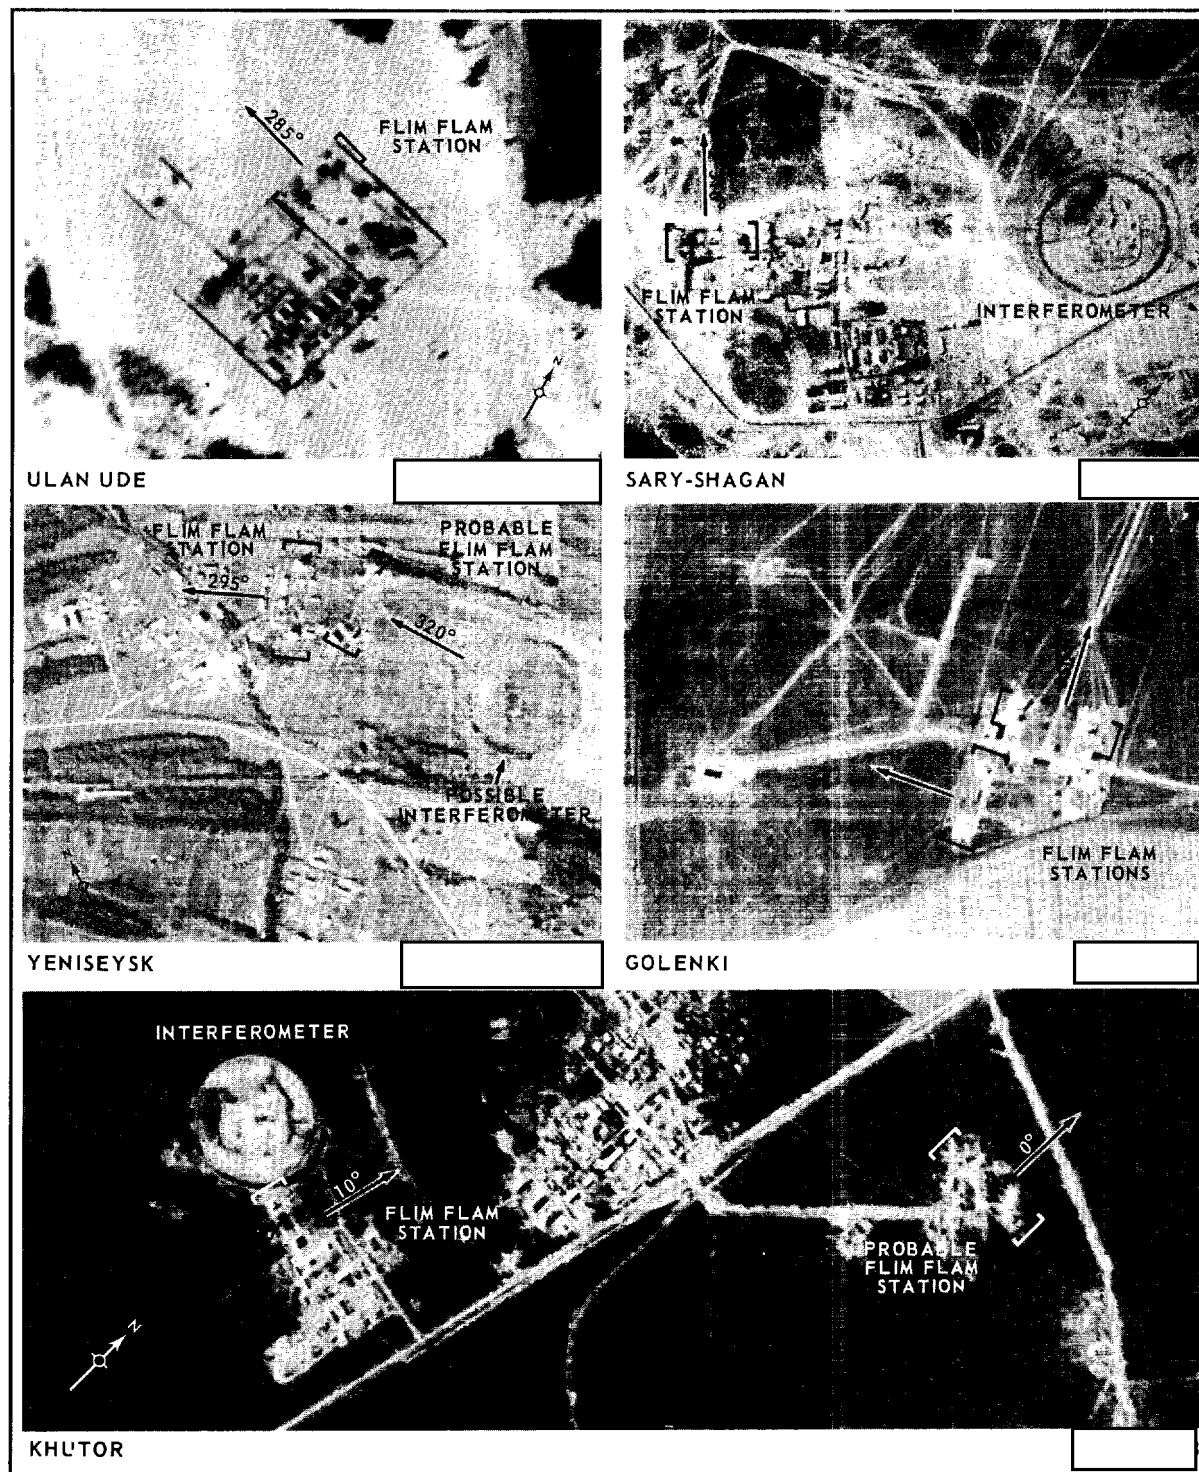 285°
FLIM FLAM
STATION
N
ULAN UDE
FLIM FLAM
STATION
INTERFEROMETER
SARY-SHAGAN
FLIM FLAM
STATION
295°
PROBABLE
FLIM FLAM
STATION
320°
POSSIBLE
INTERFEROMETER
N
YENISEYSK
FLIM FLAM
STATIONS
GOLENKI
INTERFEROMETER
10°
FLIM FLAM
STATION
0°
PROBABLE
FLIM FLAM
STATION
N
KHUTOR